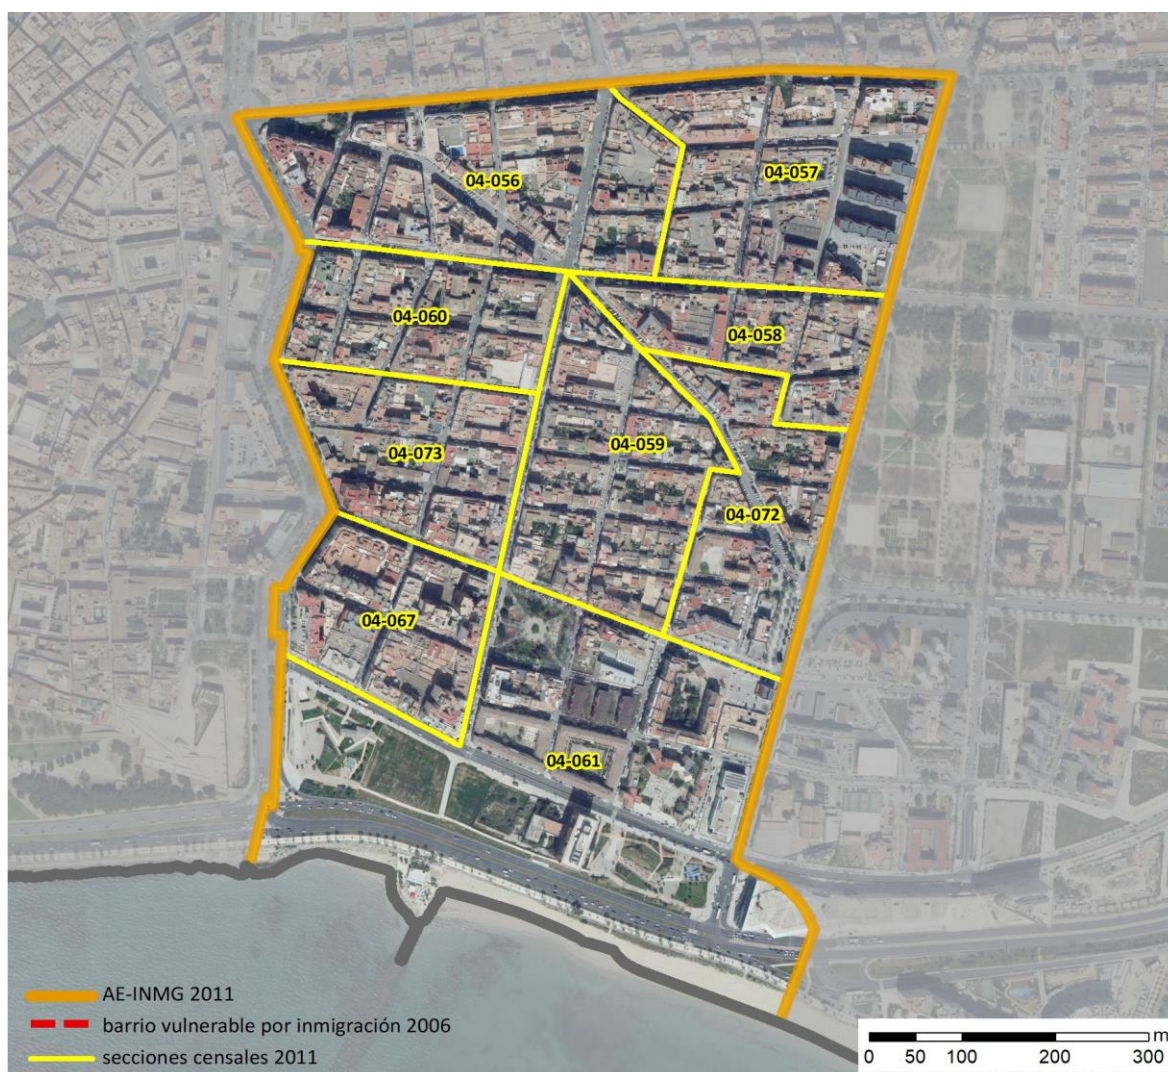 04-056
04-057
04-060
04-058
04-059
04-073
04-072
04-067
04-061
AE-INMG 2011
barrio vulnerable por inmigración 2006
secciones censales 2011
m
0 50 100 200 300